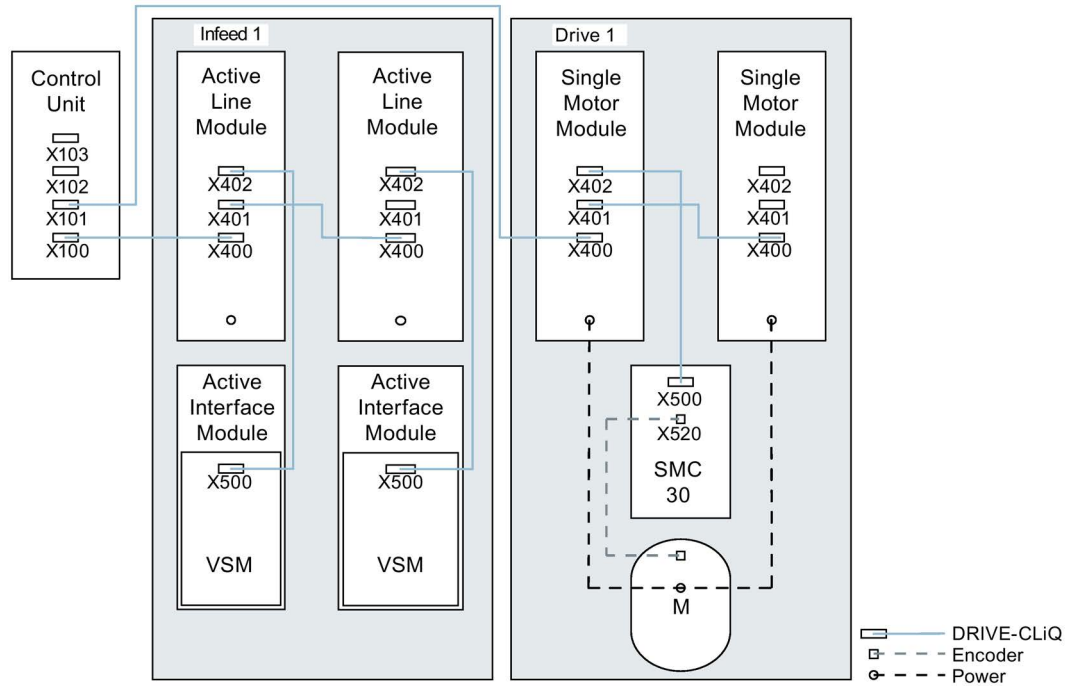 Infeed 1
Drive 1
Control
Unit
X103
X102
X101
X100
Active
Line
Module
X402
X401
X400
Active
Line
Module
X402
X401
X400
Single
Motor
Module
X402
X401
X400
Single
Motor
Module
X402
X401
X400
Active
Interface
Module
X500
VSM
Active
Interface
Module
X500
VSM
X500
X520
SMC
30
M
DRIVE-CLiQ
Encoder
Power